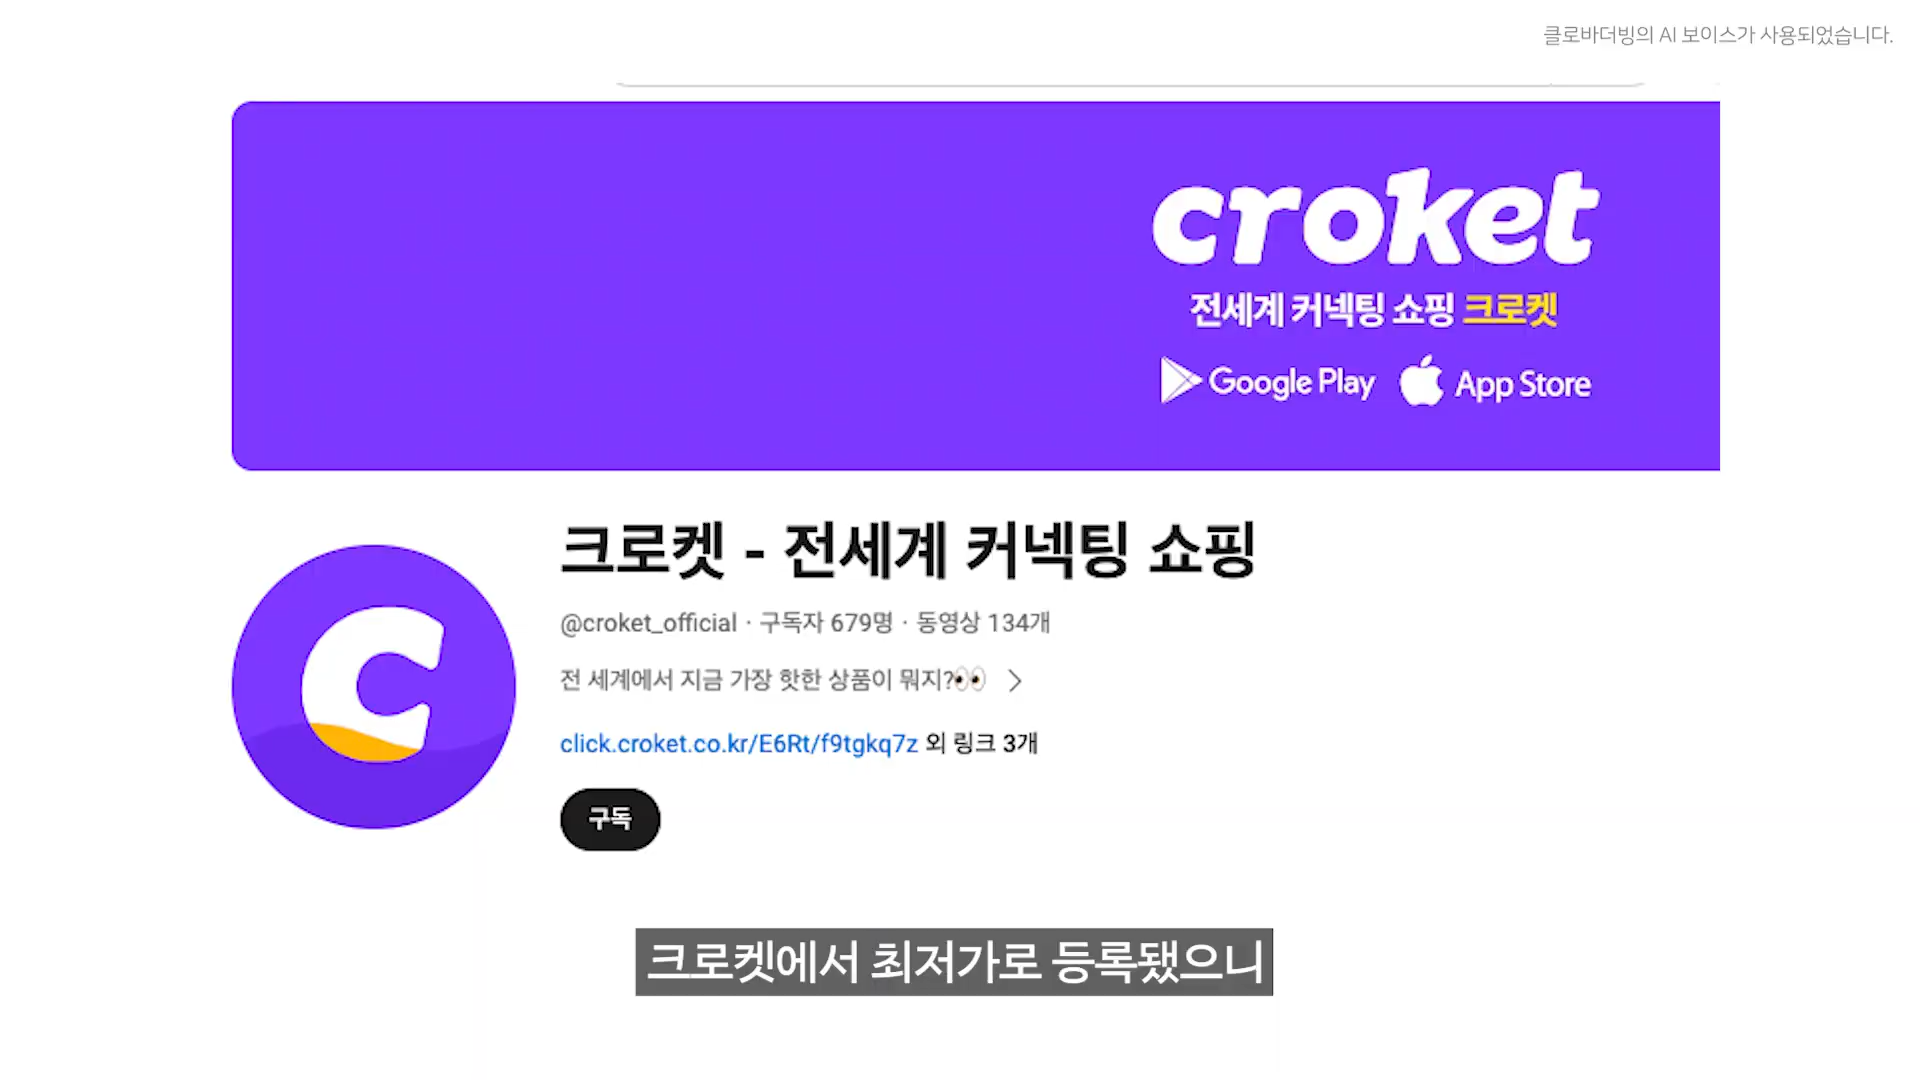 클로바더빙의 AI 보이스가 사용되었습니다.
croket
전세계 커넥팅 쇼핑 크로켓
Google Play App Store
크로켓 - 전세계 커넥팅 쇼핑
@croket_official · 구독자 679명 · 동영상 134개
전 세계에서 지금 가장 핫한 상품이 뭐지?👀 >
click.croket.co.kr/E6Rt/f9tgkq7z 외 링크 3개
구독
크로켓에서 최저가로 등록됐으니